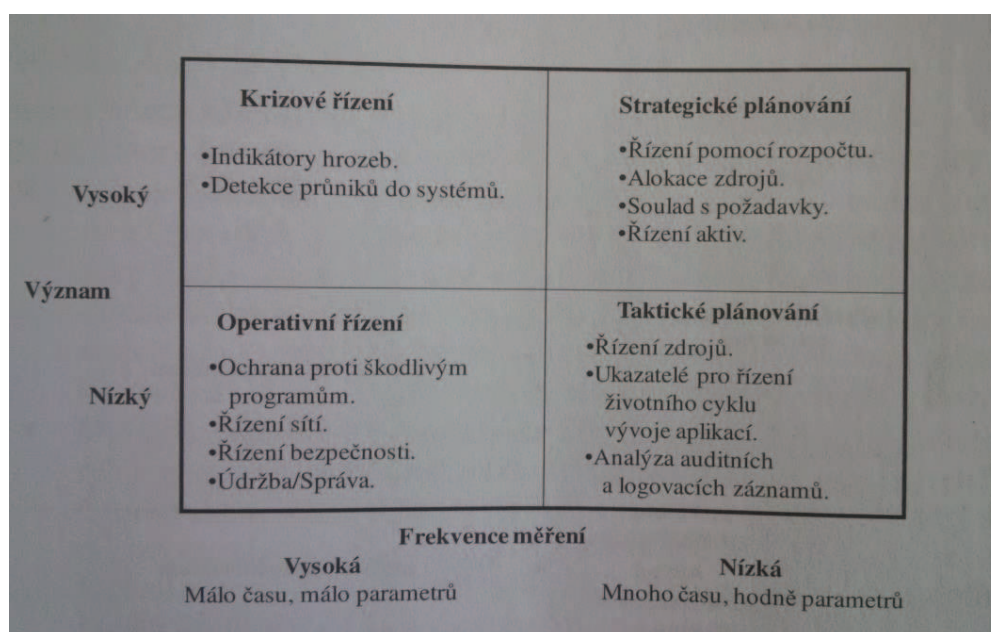 Krizové řízení
•Indikátory hrozeb.
•Detekce průniků do systémů.
Strategické plánování
•Řízení pomocí rozpočtu.
•Alokace zdrojů.
•Soulad s požadavky.
•Řízení aktiv.
Vysoký
Význam
Nízký
Operativní řízení
•Ochrana proti škodlivým
programům.
•Řízení sítí.
•Řízení bezpečnosti.
•Údržba/Správa.
Taktické plánování
•Řízení zdrojů.
•Ukazatelé pro řízení
životního cyklu
vývoje aplikací.
•Analýza auditních
a logovacích záznamů.
Frekvence měření
Vysoká
Málo času, málo parametrů
Nízká
Mnoho času, hodně parametrů